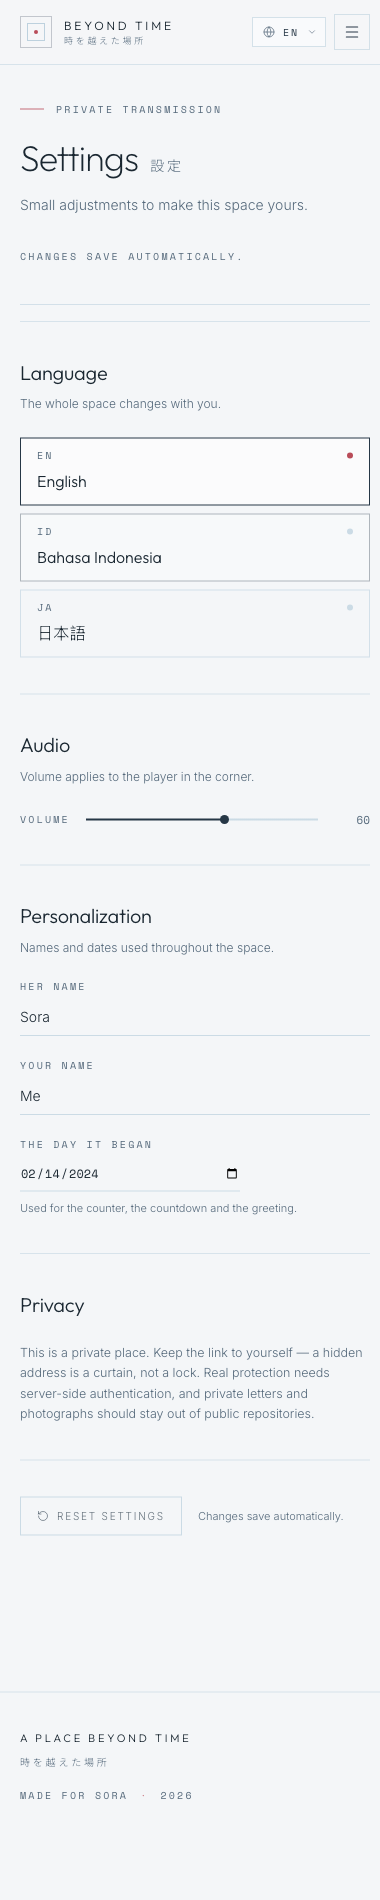 BEYOND TIME
時を越えた場所
EN
PRIVATE TRANSMISSION
Settings 設定
Small adjustments to make this space yours.
CHANGES SAVE AUTOMATICALLY.
Language
The whole space changes with you.
EN
English
ID
Bahasa Indonesia
JA
日本語
Audio
Volume applies to the player in the corner.
VOLUME 60
Personalization
Names and dates used throughout the space.
HER NAME
Sora
YOUR NAME
Me
THE DAY IT BEGAN
02/14/2024
Used for the counter, the countdown and the greeting.
Privacy
This is a private place. Keep the link to yourself — a hidden
address is a curtain, not a lock. Real protection needs
server-side authentication, and private letters and
photographs should stay out of public repositories.
RESET SETTINGS Changes save automatically.
A PLACE BEYOND TIME
時を越えた場所
MADE FOR SORA · 2026